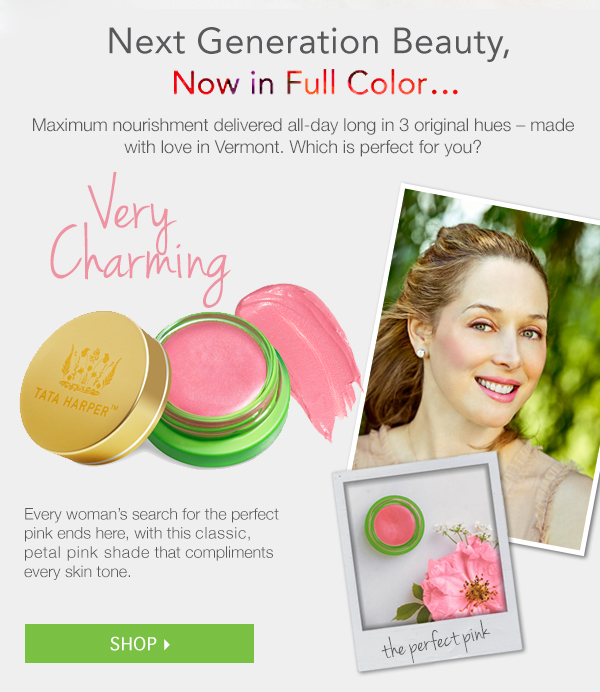 Next Generation Beauty,
Now in Full Color...
Maximum nourishment delivered all-day long in 3 original hues – made
with love in Vermont. Which is perfect for you?
Very
Charming
TATA HARPER™
Every woman's search for the perfect
pink ends here, with this classic,
petal pink shade that compliments
every skin tone.
SHOP
the perfect pink